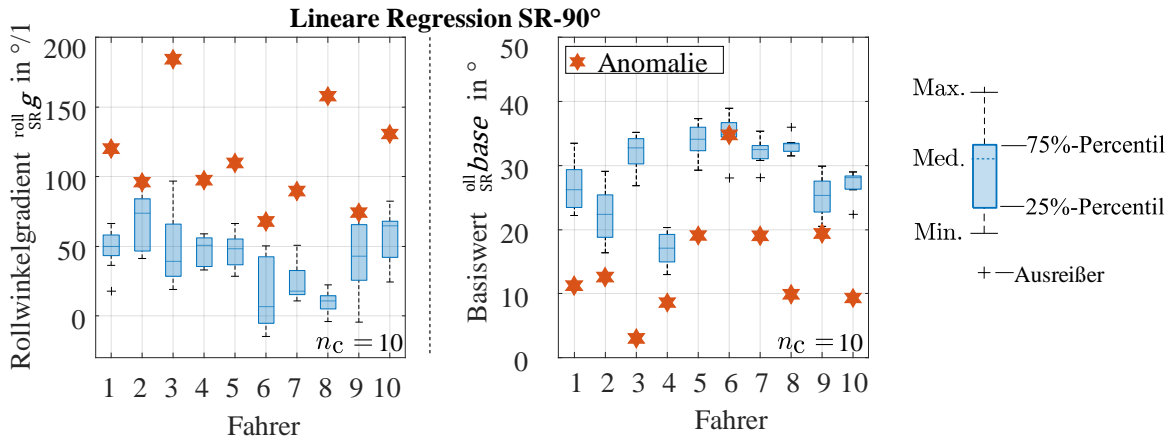 Lineare Regression SR-90°
Rollwinkelgradient roll SR g in °/1
200
150
100
50
0
1 2 3 4 5 6 7 8 9 10
Fahrer
n_C = 10
Basiswert oll SR base in °
50
40
30
20
10
0
Anomalie
1 2 3 4 5 6 7 8 9 10
Fahrer
n_C = 10
Max.
75%-Percentil
Med.
25%-Percentil
Min.
Ausreißer